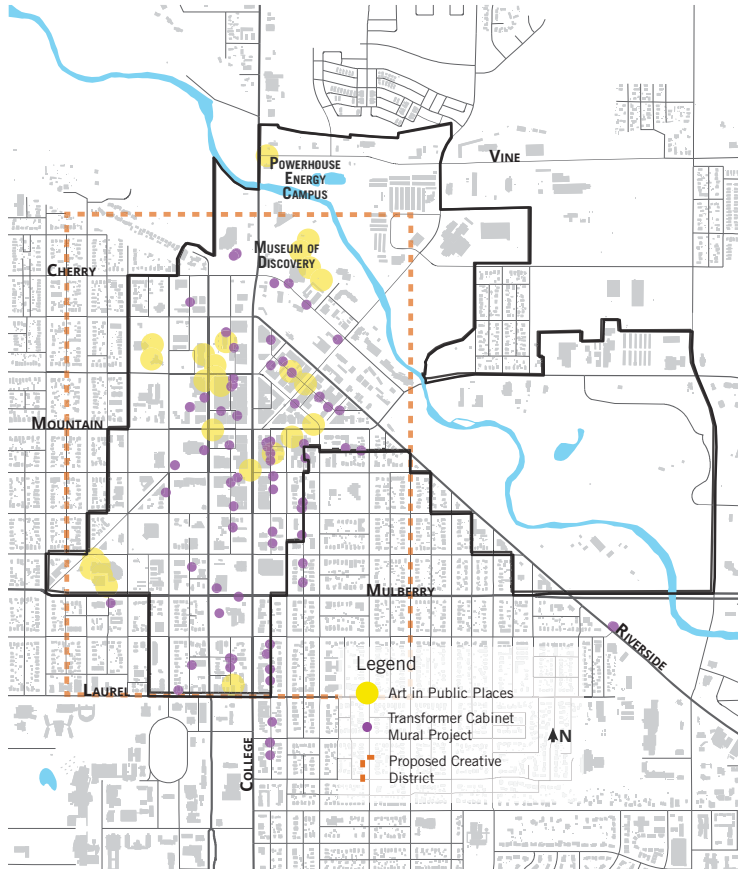 VINE
POWERHOUSE
ENERGY
CAMPUS
MUSEUM OF
DISCOVERY
CHERRY
MOUNTAIN
MULBERRY
RIVERSIDE
LAUREL
COLLEGE
Legend
Art in Public Places
Transformer Cabinet
Mural Project
Proposed Creative
District
N